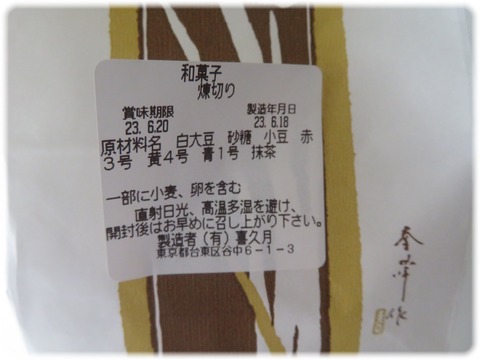 和菓子
煉切り
賞味期限 製造年月日
23. 6.20 23. 6.18
原材料名 白大豆 砂糖 小豆 赤
3号 黄4号 青1号 抹茶
一部に小麦、卵を含む
直射日光、高温多湿を避け、
開封後はお早めに召し上がり下さい。
製造者(有)喜久月
東京都台東区谷中6-1-3